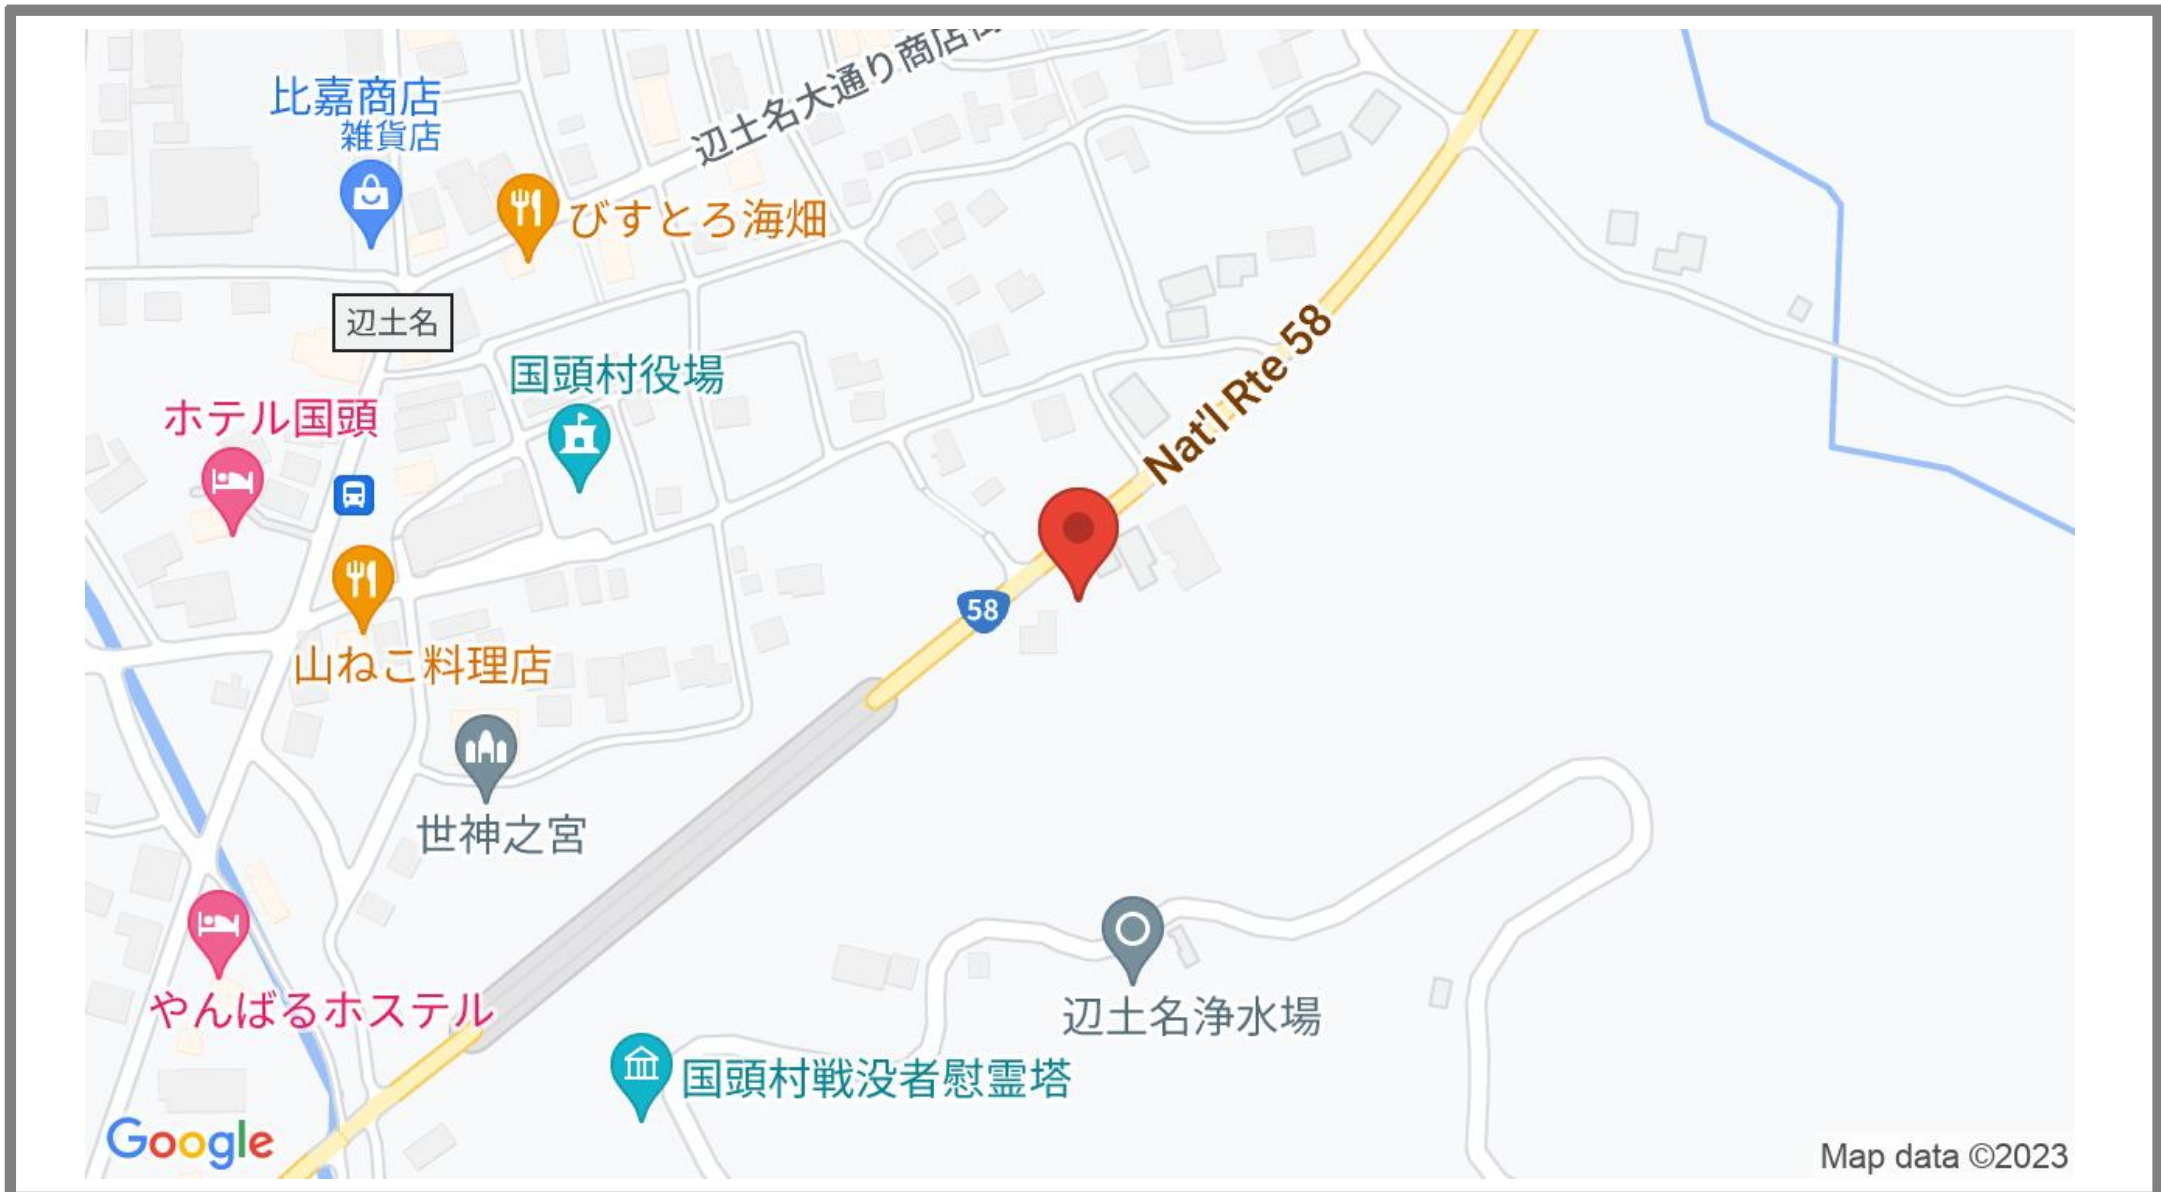 辺土名大通り商店街
比嘉商店
雑貨店
びすとろ海畑
辺土名
Nat'l Rte 58
国頭村役場
ホテル国頭
58
山ねこ料理店
世神之宮
やんばるホステル
辺土名浄水場
国頭村戦没者慰霊塔
Google
Map data ©2023